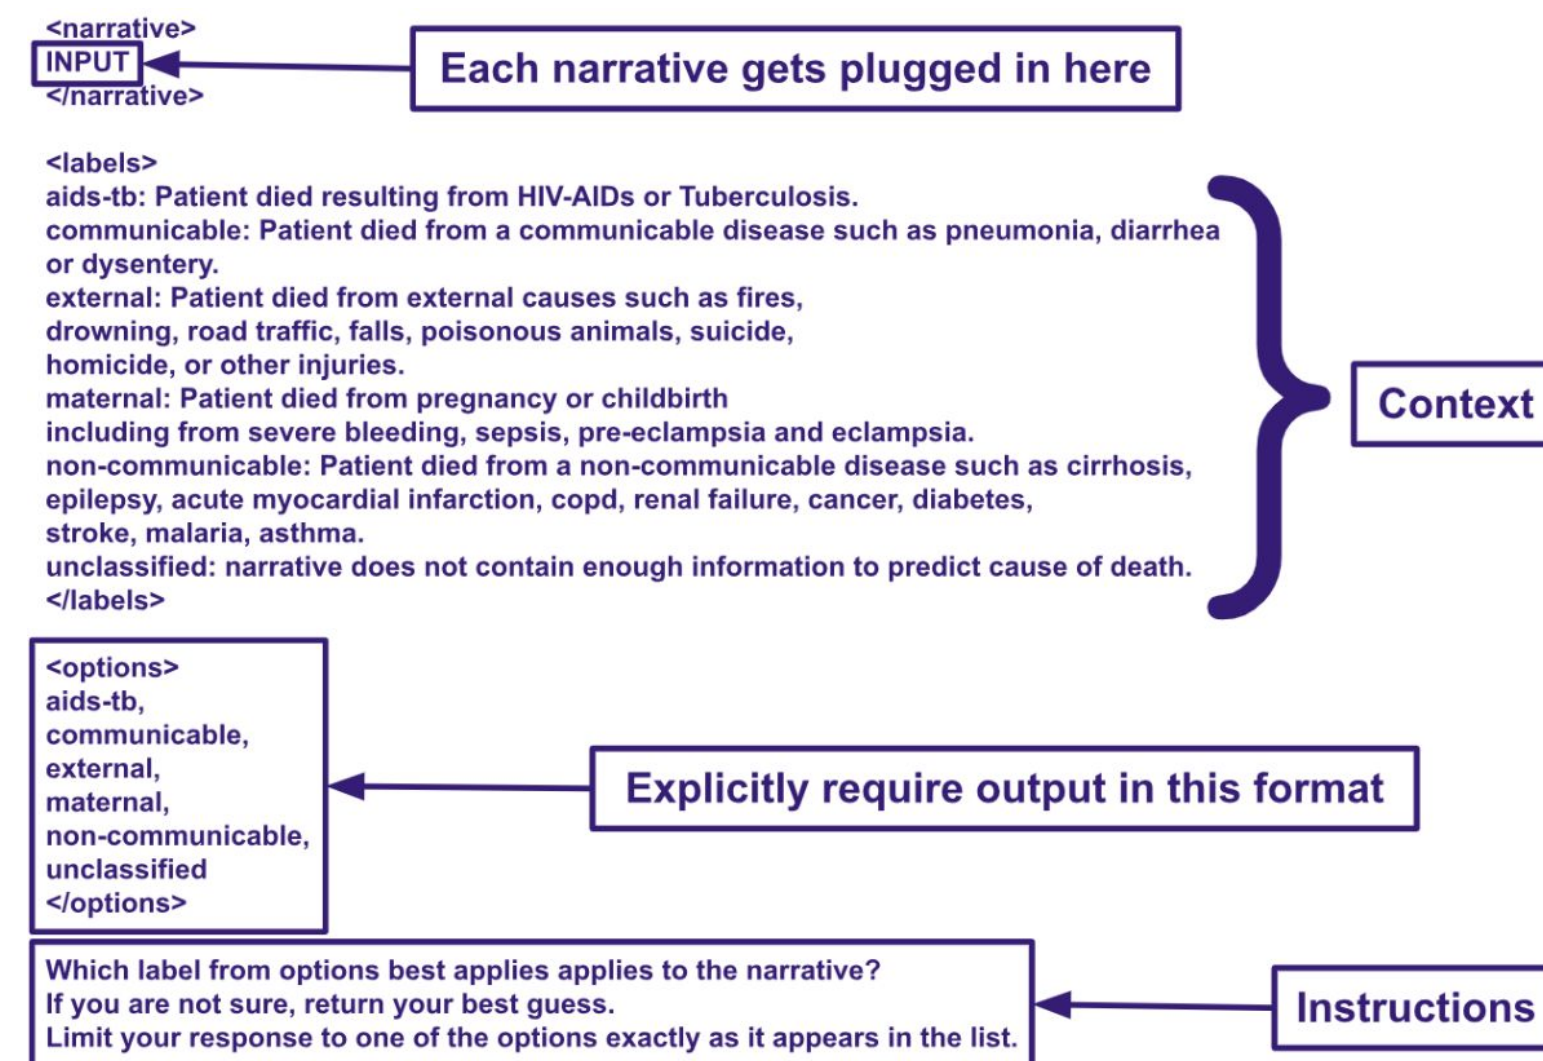 <narrative>
INPUT
Each narrative gets plugged in here
</narrative>
<labels>
aids-tb: Patient died resulting from HIV-AIDs or Tuberculosis.
communicable: Patient died from a communicable disease such as pneumonia, diarrhea
or dysentery.
external: Patient died from external causes such as fires,
drowning, road traffic, falls, poisonous animals, suicide,
homicide, or other injuries.
maternal: Patient died from pregnancy or childbirth
including from severe bleeding, sepsis, pre-eclampsia and eclampsia.
non-communicable: Patient died from a non-communicable disease such as cirrhosis,
epilepsy, acute myocardial infarction, copd, renal failure, cancer, diabetes,
stroke, malaria, asthma.
unclassified: narrative does not contain enough information to predict cause of death.
</labels>
Context
<options>
aids-tb,
communicable,
external,
maternal,
non-communicable,
unclassified
</options>
Explicitly require output in this format
Which label from options best applies applies to the narrative?
If you are not sure, return your best guess.
Limit your response to one of the options exactly as it appears in the list.
Instructions